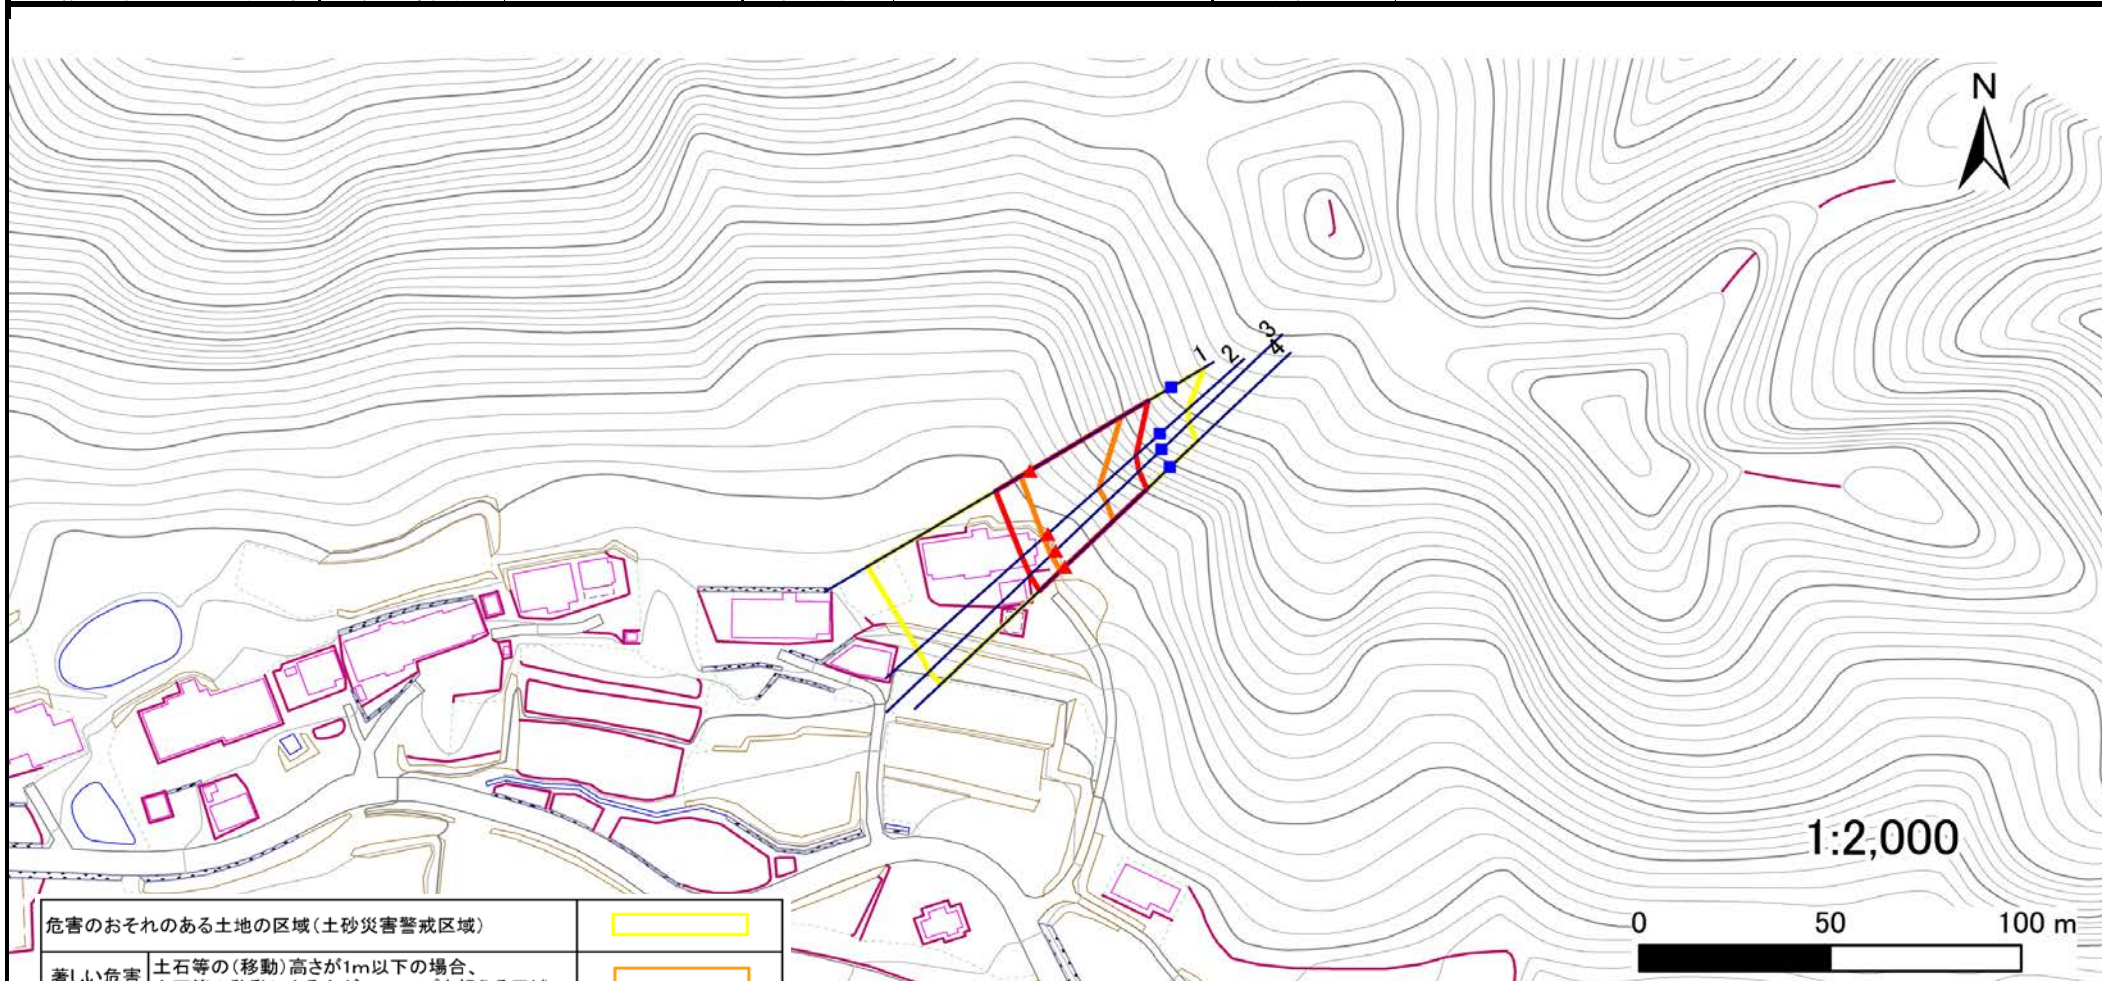 N
1
2
3
4
1:2,000
0 50 100 m
危害のおそれのある土地の区域（土砂災害警戒区域）
著しい危害
土石等の（移動）高さが1m以下の場合、